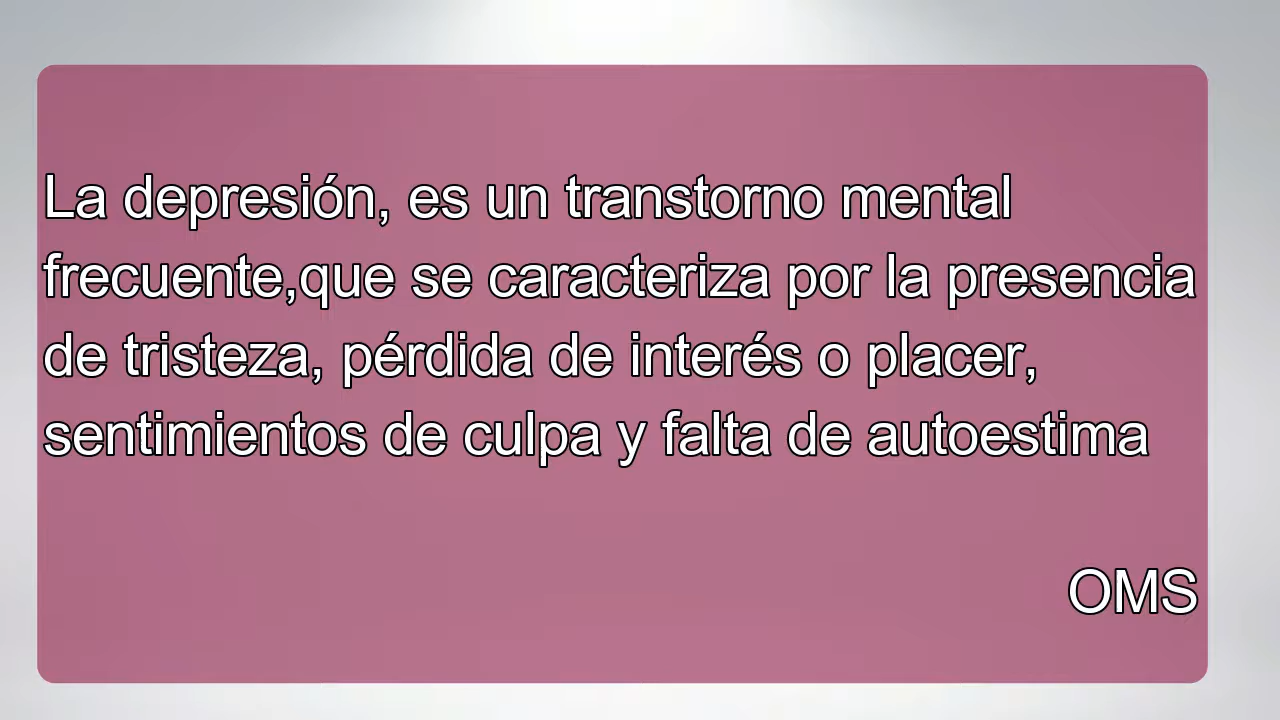 La depresión, es un transtorno mental
frecuente,que se caracteriza por la presencia
de tristeza, pérdida de interés o placer,
sentimientos de culpa y falta de autoestima
OMS